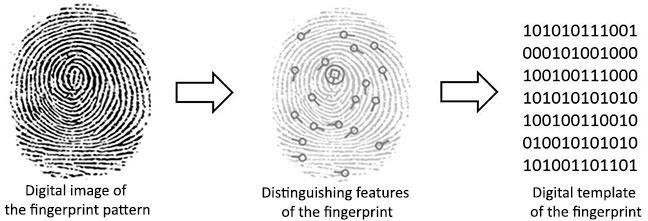 101010111001
000101001000
100100111000
101010101010
100100110010
010010101010
101001101101
Digital image of
the fingerprint pattern
Distinguishing features
of the fingerprint
Digital template
of the fingerprint